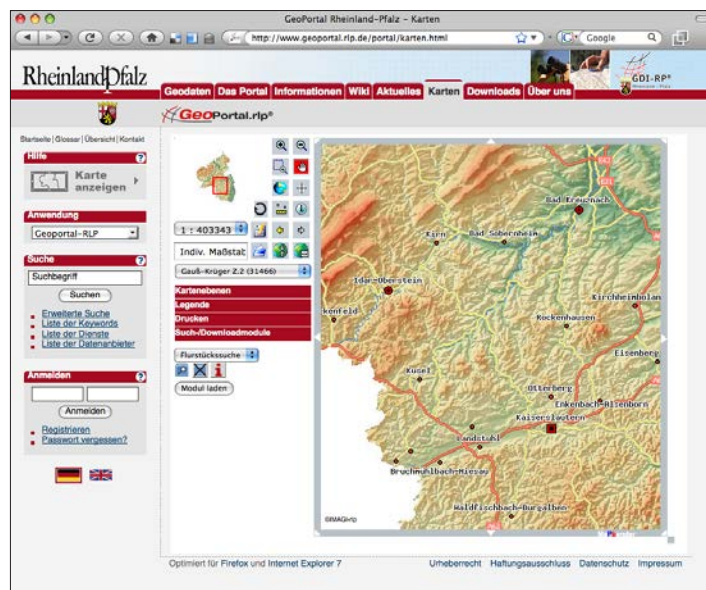 GeoPortal Rheinland-Pfalz – Karten
http://www.geoportal.rlp.de/portal/karten.html
Google
RheinlandPfalz
GDI-RP®
Geodaten Das Portal Informationen Wiki Aktuelles Karten Downloads Über uns
GeoPortal.rlp®
Startseite | Glossar | Übersicht | Kontakt
Hilfe
Karte
anzeigen
Anwendung
Geoportal-RLP
Suche
Suchbegriff
Suchen
Erweiterte Suche
Liste der Keywords
Liste der Dienste
Liste der Datenanbieter
Anmelden
Anmelden
Registrieren
Passwort vergessen?
1 : 403343
Indiv. Maßstab
Gauß-Krüger Z.2 (31466)
Kartenebenen
Legende
Drucken
Such-/Downloadmodule
Flurstückssuche
Modul laden
Bad Kreuznach
Kirn
Bad Sobernheim
Idar-Oberstein
kenfeld
Kirchheimbolan
Rockenhausen
Eisenberg
Kusel
Otterberg
Enkenbach-Alsenborn
Kaiserslautern
Landstuhl
Bruchmühlbach-Miesau
Waldfischbach-Burgalben
Optimiert für Firefox und Internet Explorer 7
Urheberrecht Haftungsausschluss Datenschutz Impressum